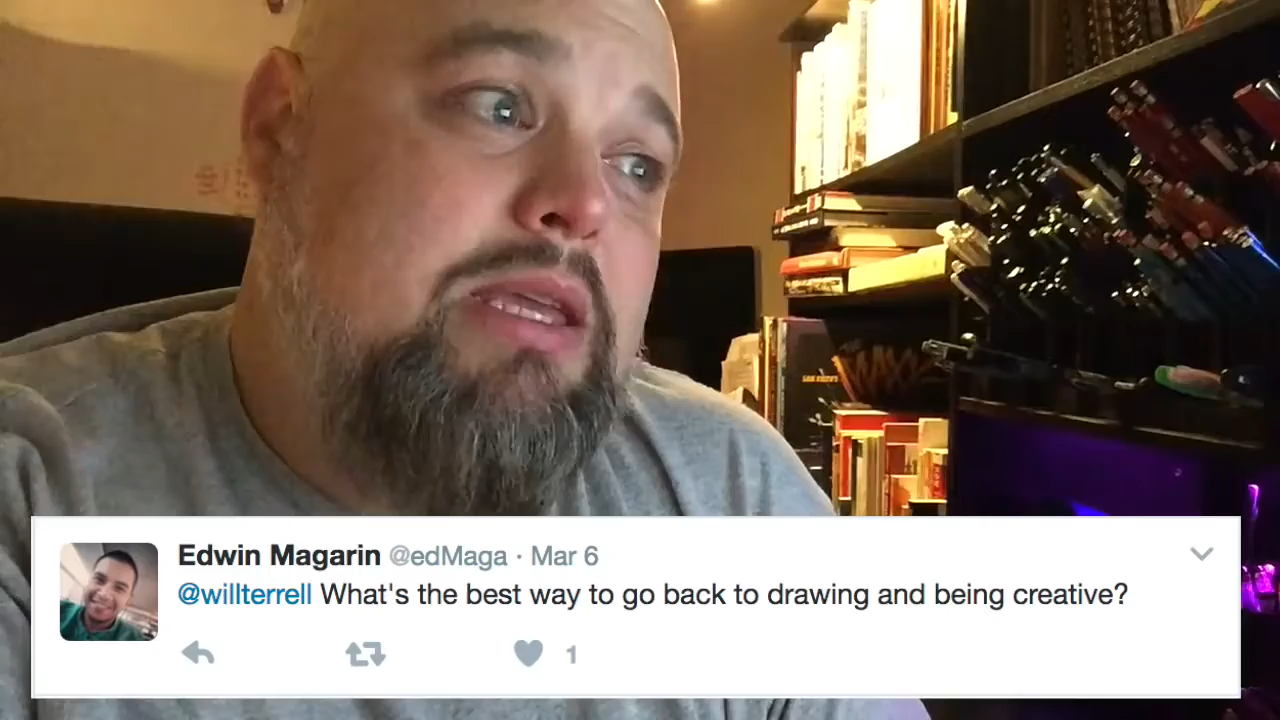 Edwin Magarin @edMaga · Mar 6
@willterrell What's the best way to go back to drawing and being creative?
1